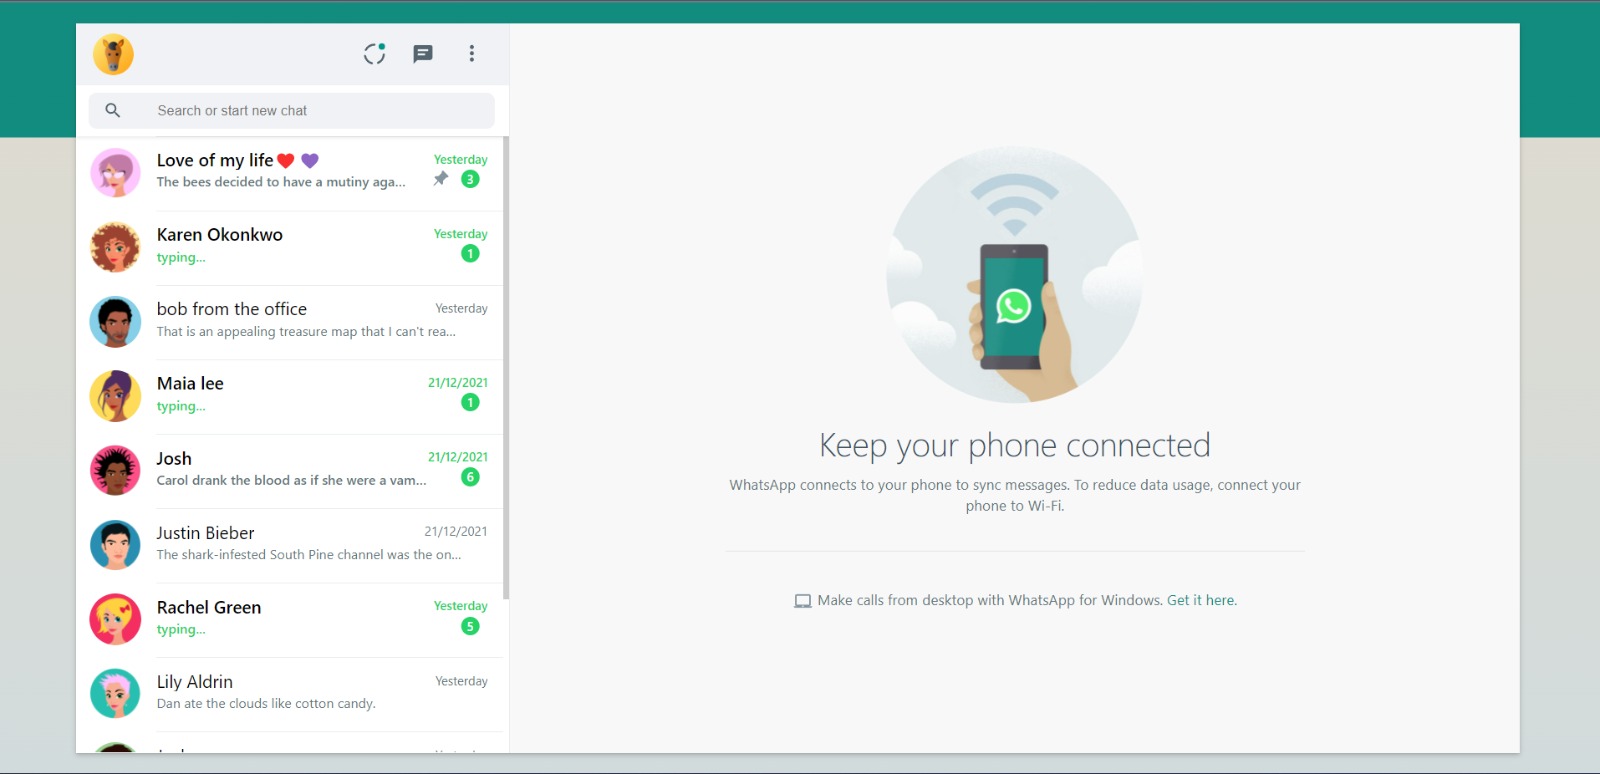 Search or start new chat
Love of my life❤️ 💜
Yesterday
The bees decided to have a mutiny aga...
3
Karen Okonkwo
Yesterday
typing...
1
bob from the office
Yesterday
That is an appealing treasure map that I can't rea...
Maia lee
21/12/2021
typing...
1
Josh
21/12/2021
Carol drank the blood as if she were a vam...
6
Justin Bieber
21/12/2021
The shark-infested South Pine channel was the on...
Rachel Green
Yesterday
typing...
5
Lily Aldrin
Yesterday
Dan ate the clouds like cotton candy.
Keep your phone connected
WhatsApp connects to your phone to sync messages. To reduce data usage, connect your
phone to Wi-Fi.
Make calls from desktop with WhatsApp for Windows. Get it here.